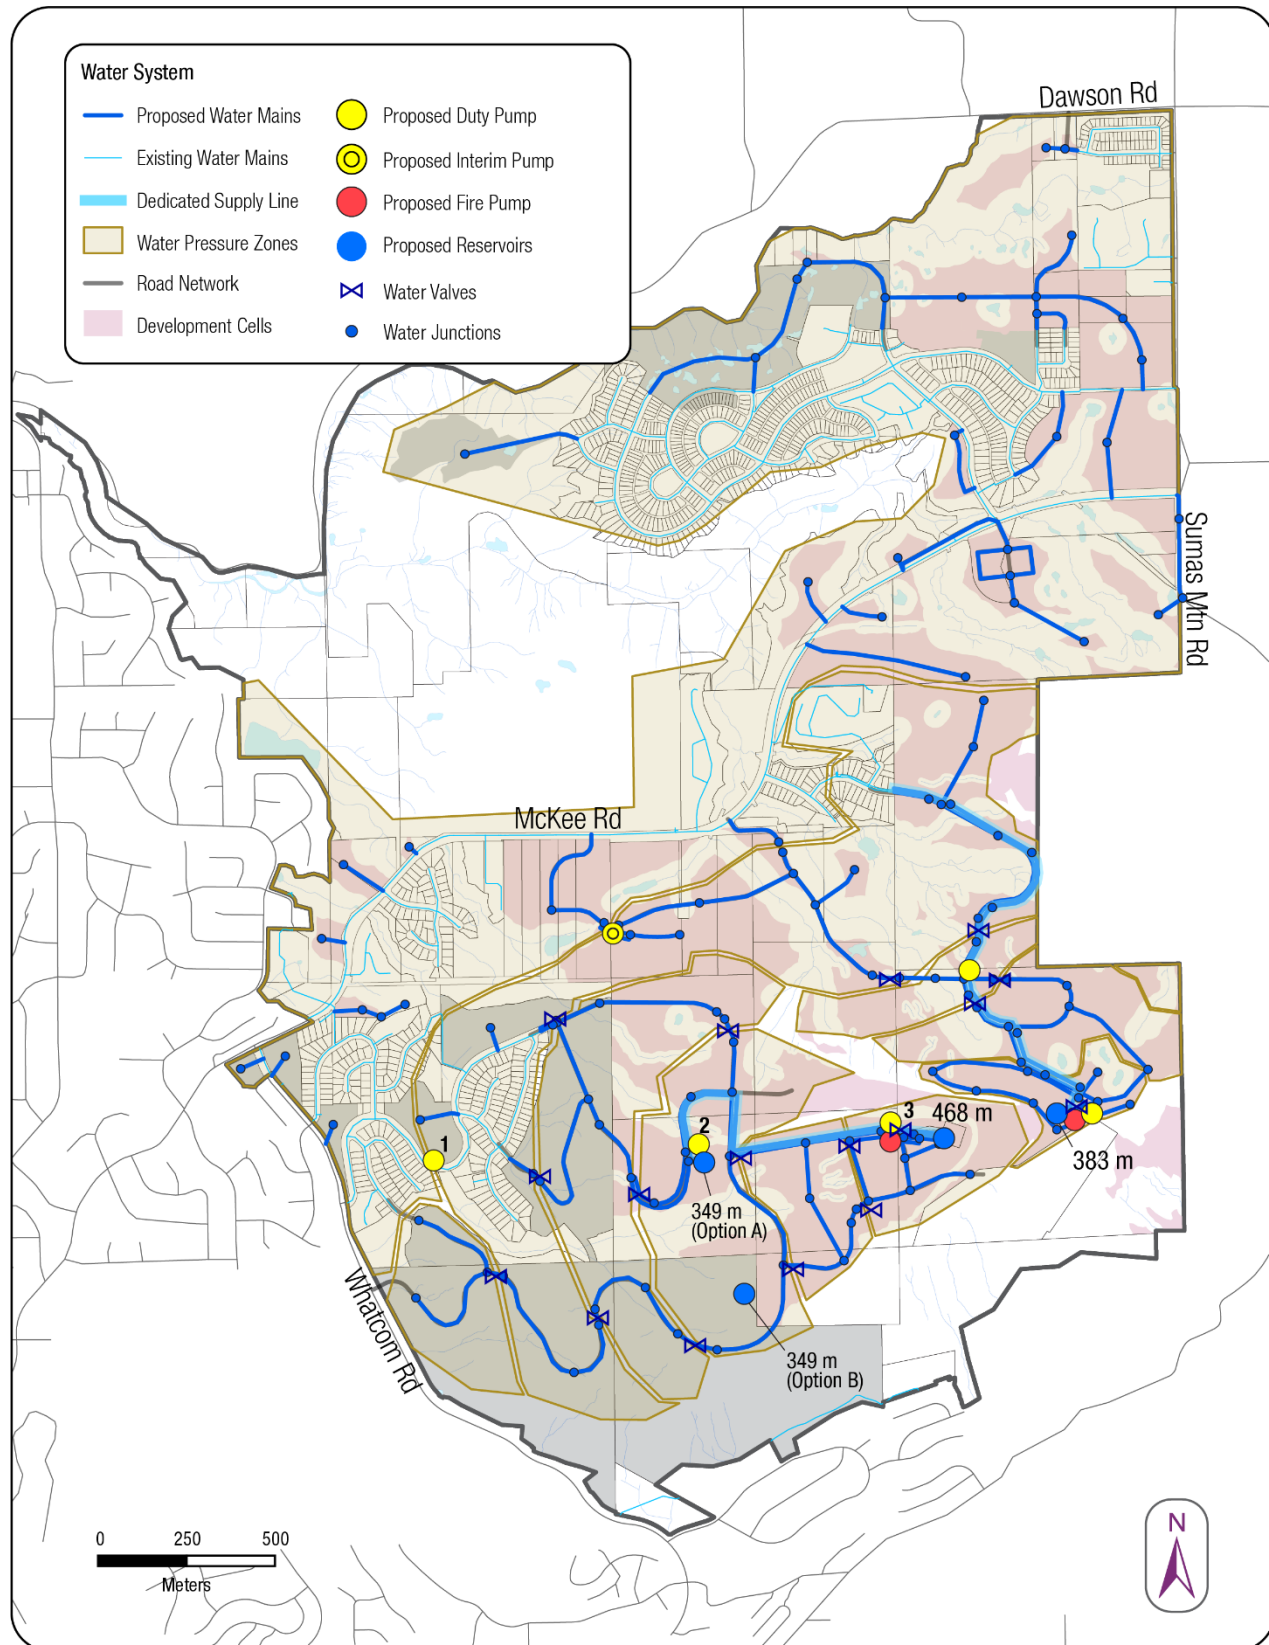 Water System
Proposed Water Mains
Existing Water Mains
Dedicated Supply Line
Water Pressure Zones
Road Network
Development Cells
Proposed Duty Pump
Proposed Interim Pump
Proposed Fire Pump
Proposed Reservoirs
Water Valves
Water Junctions
Dawson Rd
Sumas Mtn Rd
McKee Rd
3
468 m
2
1
383 m
349 m
(Option A)
Whatcom Rd
349 m
(Option B)
0 250 500
Meters
N